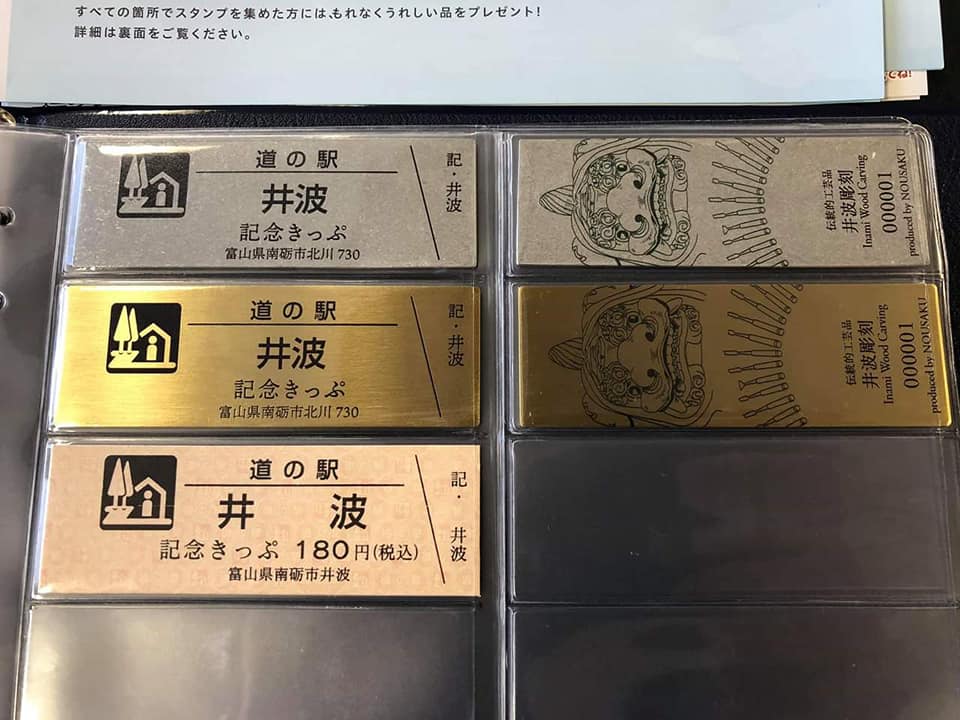 すべての箇所でスタンプを集めた方には、もれなくうれしい品をプレゼント!
詳細は裏面をご覧ください。
道の駅
井波
記念きっぷ
富山県南砺市北川 730
記・井波
伝統的工芸品
井波彫刻
Inami Wood Carving
000001
produced by NOUSAKU
道の駅
井波
記念きっぷ
富山県南砺市北川 730
記・井波
伝統的工芸品
井波彫刻
Inami Wood Carving
000001
produced by NOUSAKU
道の駅
井 波
記念きっぷ 180円(税込)
富山県南砺市井波
記・井波